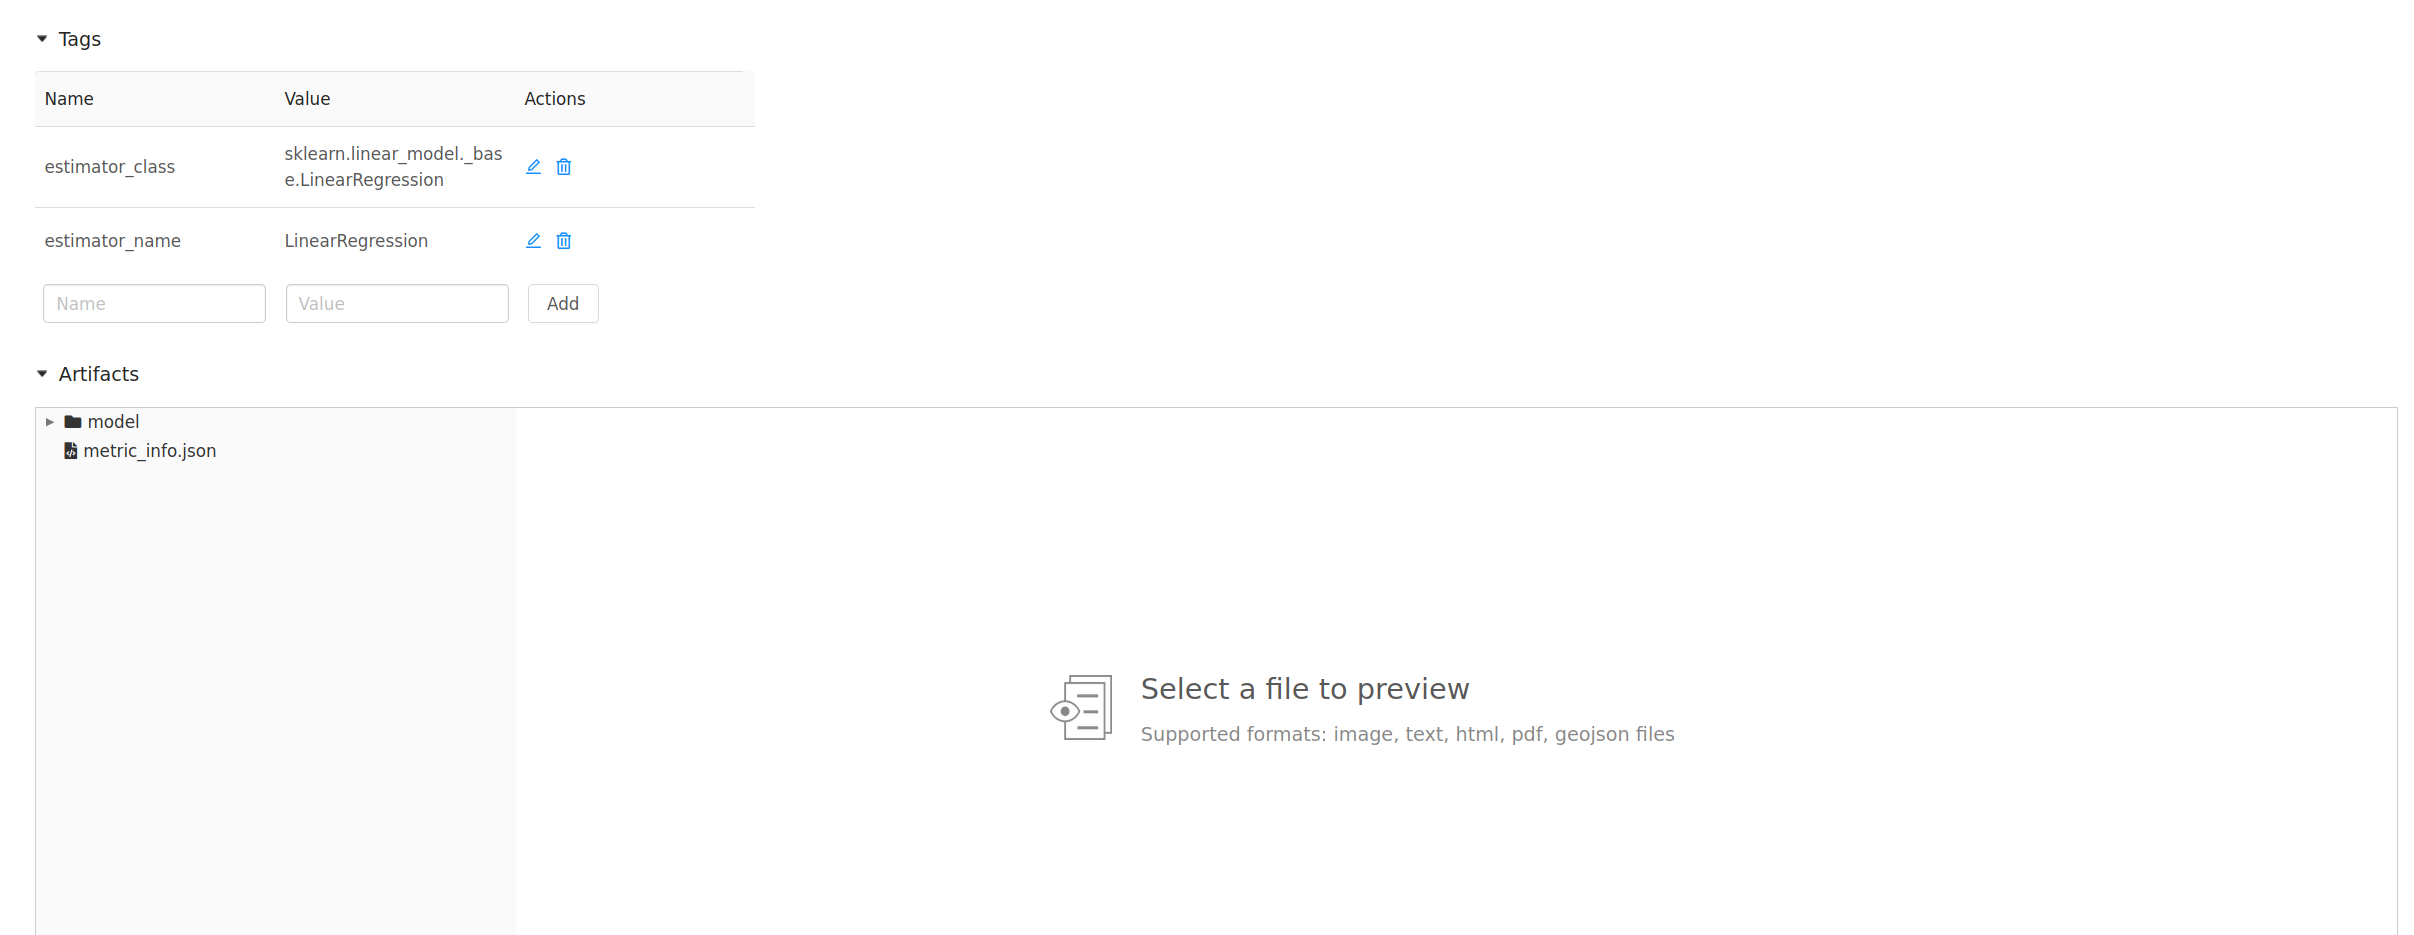 Tags
Name Value Actions
estimator_class sklearn.linear_model._bas
e.LinearRegression
estimator_name LinearRegression
Name Value Add
Artifacts
model
metric_info.json
Select a file to preview
Supported formats: image, text, html, pdf, geojson files